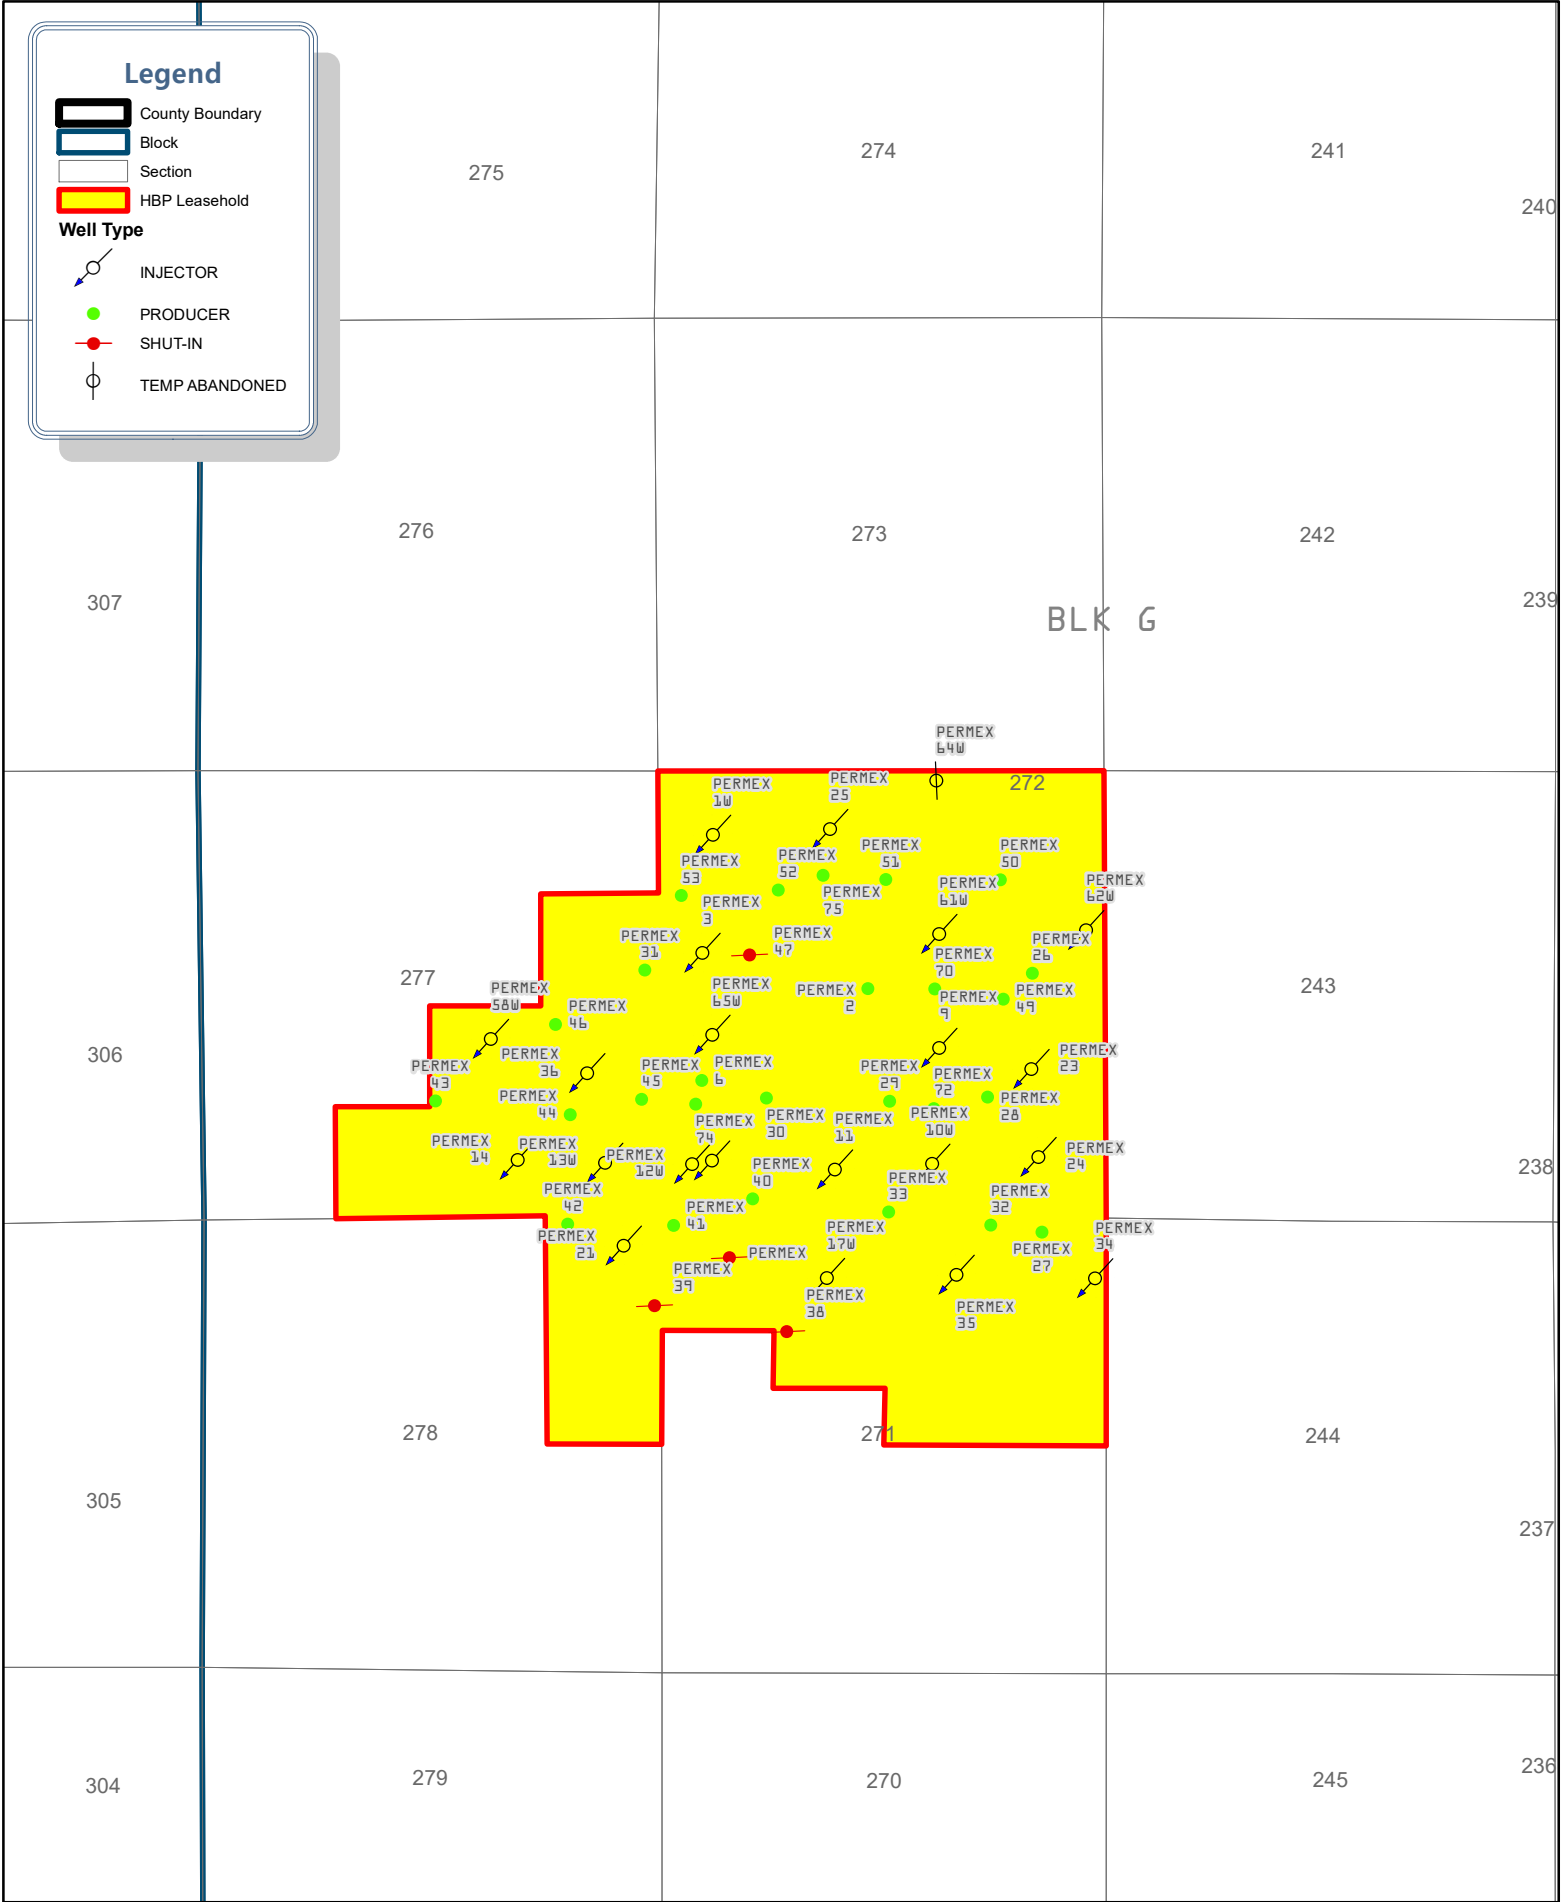 Legend
County Boundary
Block
Section
HBP Leasehold
Well Type
INJECTOR
PRODUCER
SHUT-IN
TEMP ABANDONED
275
274
241
240
276
273
242
307
239
BLK G
PERMEX
64W
272
PERMEX
1W
PERMEX
25
PERMEX
53
PERMEX
52
PERMEX
51
PERMEX
50
PERMEX
75
PERMEX
61W
PERMEX
62W
PERMEX
3
PERMEX
31
PERMEX
47
PERMEX
26
277
PERMEX
58W
PERMEX
46
PERMEX
65W
PERMEX
2
PERMEX
70
PERMEX
9
PERMEX
49
243
306
PERMEX
43
PERMEX
36
PERMEX
45
PERMEX
6
PERMEX
29
PERMEX
72
PERMEX
23
PERMEX
44
PERMEX
74
PERMEX
30
PERMEX
11
PERMEX
10W
PERMEX
28
PERMEX
14
PERMEX
13W
PERMEX
12W
PERMEX
40
PERMEX
24
238
PERMEX
42
PERMEX
41
PERMEX
33
PERMEX
32
PERMEX
21
PERMEX
PERMEX
17W
PERMEX
27
PERMEX
34
PERMEX
39
PERMEX
38
PERMEX
35
278
271
244
305
237
304
279
270
245
236